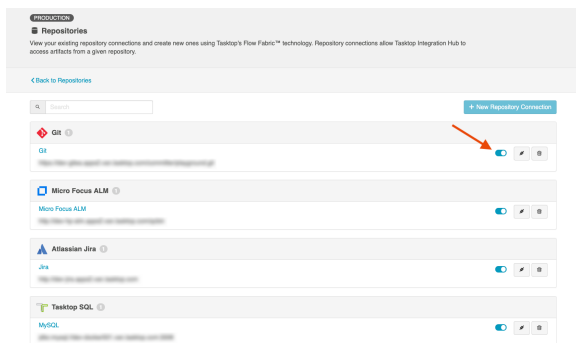 PRODUCTION
Repositories
View your existing repository connections and create new ones using Tasktop's Flow Fabric™ technology. Repository connections allow Tasktop Integration Hub to
access artifacts from a given repository.
Back to Repositories
Search
+ New Repository Connection
Git
Git
Micro Focus ALM
Micro Focus ALM
Atlassian Jira
Jira
Tasktop SQL
MySQL